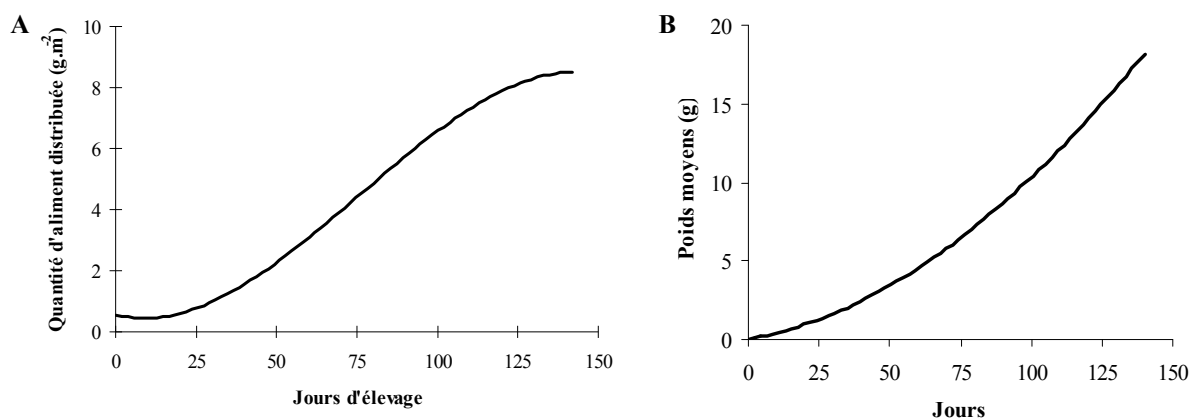 A
Quantité d'aliment distribuée (g.m-2)
10
8
6
4
2
0
0 25 50 75 100 125 150
Jours d'élevage
B
Poids moyens (g)
20
15
10
5
0
0 25 50 75 100 125 150
Jours